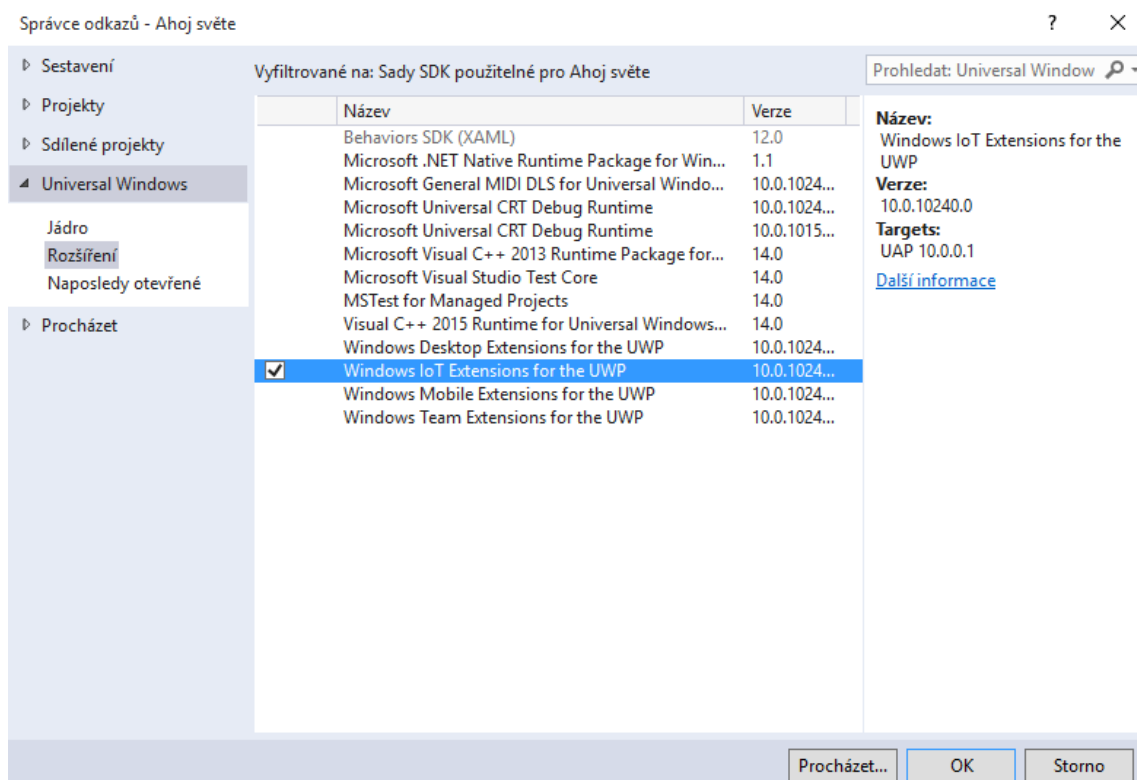 Správce odkazů - Ahoj světe
? ×
Sestavení
Projekty
Sdílené projekty
Universal Windows
Jádro
Rozšíření
Naposledy otevřené
Procházet
Vyfiltrované na: Sady SDK použitelné pro Ahoj světe
Prohledat: Universal Window
Název Verze
Behaviors SDK (XAML) 12.0
Microsoft .NET Native Runtime Package for Win... 1.1
Microsoft General MIDI DLS for Universal Windo... 10.0.1024...
Microsoft Universal CRT Debug Runtime 10.0.1024...
Microsoft Universal CRT Debug Runtime 10.0.1015...
Microsoft Visual C++ 2013 Runtime Package for... 14.0
Microsoft Visual Studio Test Core 14.0
MSTest for Managed Projects 14.0
Visual C++ 2015 Runtime for Universal Windows... 14.0
Windows Desktop Extensions for the UWP 10.0.1024...
Windows IoT Extensions for the UWP 10.0.1024...
Windows Mobile Extensions for the UWP 10.0.1024...
Windows Team Extensions for the UWP 10.0.1024...
Název:
Windows IoT Extensions for the
UWP
Verze:
10.0.10240.0
Targets:
UAP 10.0.0.1
Další informace
Procházet... OK Storno